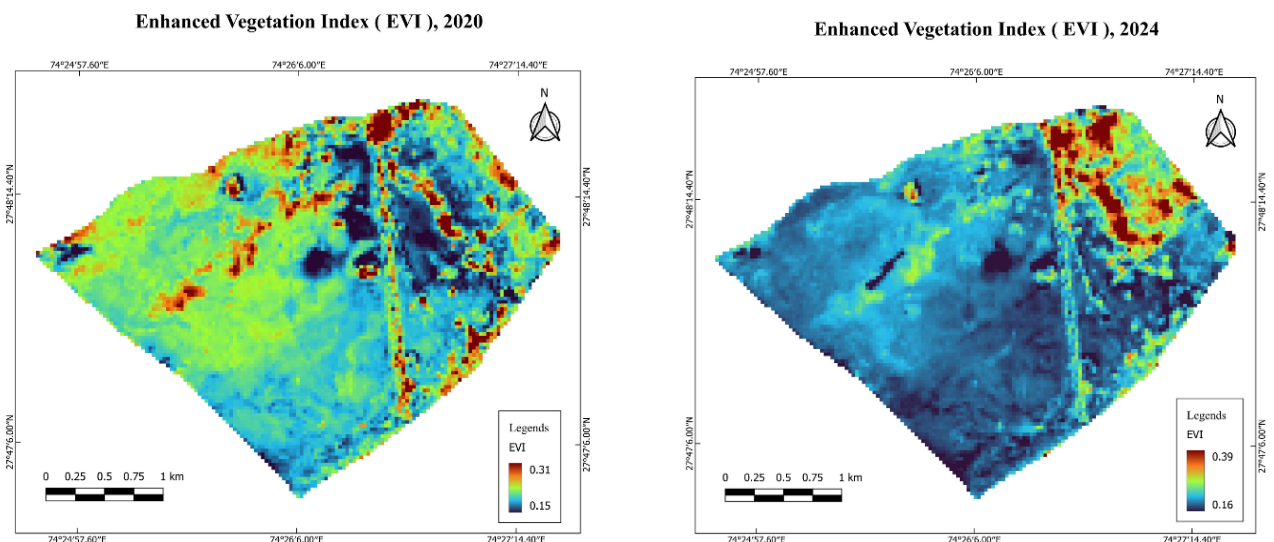 Enhanced Vegetation Index ( EVI ), 2020
74°24'57.60"E 74°26'6.00"E 74°27'14.40"E
N
27°48'14.40"N 27°48'14.40"N
27°47'6.00"N 27°47'6.00"N
Legends
EVI
0.31
0.15
0 0.25 0.5 0.75 1 km
74°24'57.60"E 74°26'6.00"E 74°27'14.40"E
Enhanced Vegetation Index ( EVI ), 2024
74°24'57.60"E 74°26'6.00"E 74°27'14.40"E
N
27°48'14.40"N 27°48'14.40"N
27°47'6.00"N 27°47'6.00"N
Legends
EVI
0.39
0.16
0 0.25 0.5 0.75 1 km
74°24'57.60"E 74°26'6.00"E 74°27'14.40"E